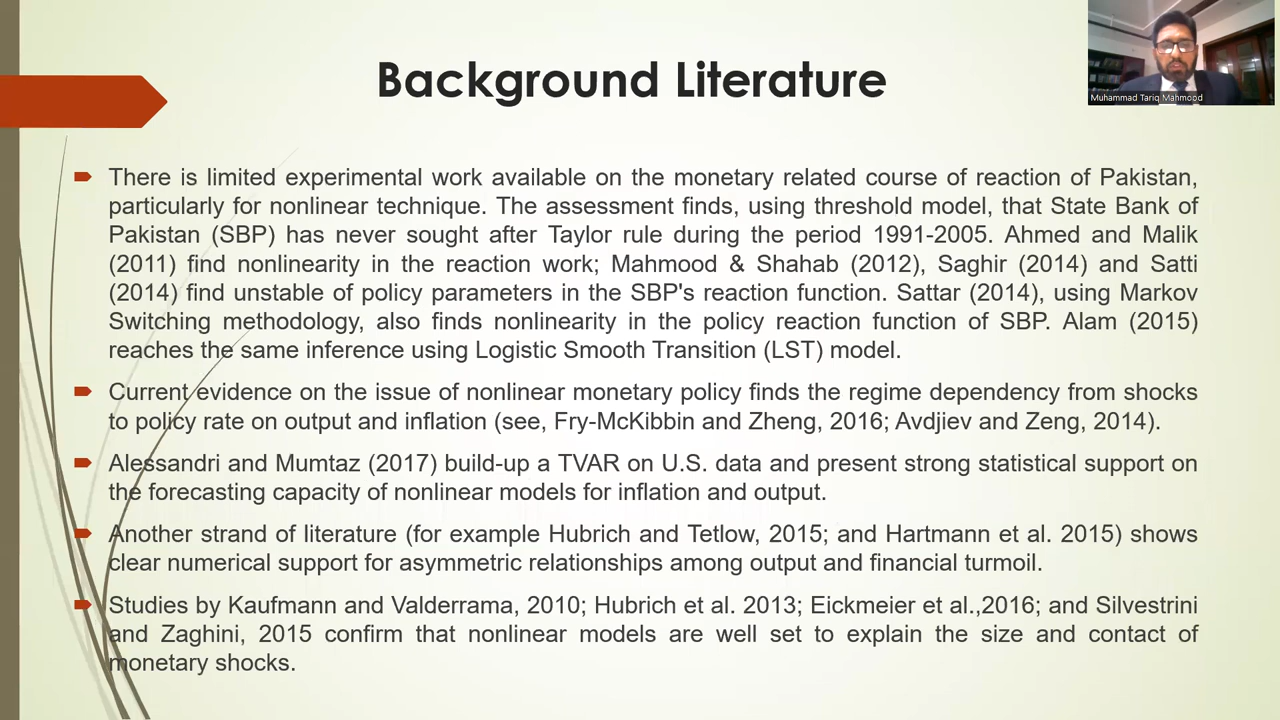 Background Literature
Muhammad Tariq Mahmood
There is limited experimental work available on the monetary related course of reaction of Pakistan,
particularly for nonlinear technique. The assessment finds, using threshold model, that State Bank of
Pakistan (SBP) has never sought after Taylor rule during the period 1991-2005. Ahmed and Malik
(2011) find nonlinearity in the reaction work; Mahmood & Shahab (2012), Saghir (2014) and Satti
(2014) find unstable of policy parameters in the SBP's reaction function. Sattar (2014), using Markov
Switching methodology, also finds nonlinearity in the policy reaction function of SBP. Alam (2015)
reaches the same inference using Logistic Smooth Transition (LST) model.
Current evidence on the issue of nonlinear monetary policy finds the regime dependency from shocks
to policy rate on output and inflation (see, Fry-McKibbin and Zheng, 2016; Avdjiev and Zeng, 2014).
Alessandri and Mumtaz (2017) build-up a TVAR on U.S. data and present strong statistical support on
the forecasting capacity of nonlinear models for inflation and output.
Another strand of literature (for example Hubrich and Tetlow, 2015; and Hartmann et al. 2015) shows
clear numerical support for asymmetric relationships among output and financial turmoil.
Studies by Kaufmann and Valderrama, 2010; Hubrich et al. 2013; Eickmeier et al.,2016; and Silvestrini
and Zaghini, 2015 confirm that nonlinear models are well set to explain the size and contact of
monetary shocks.